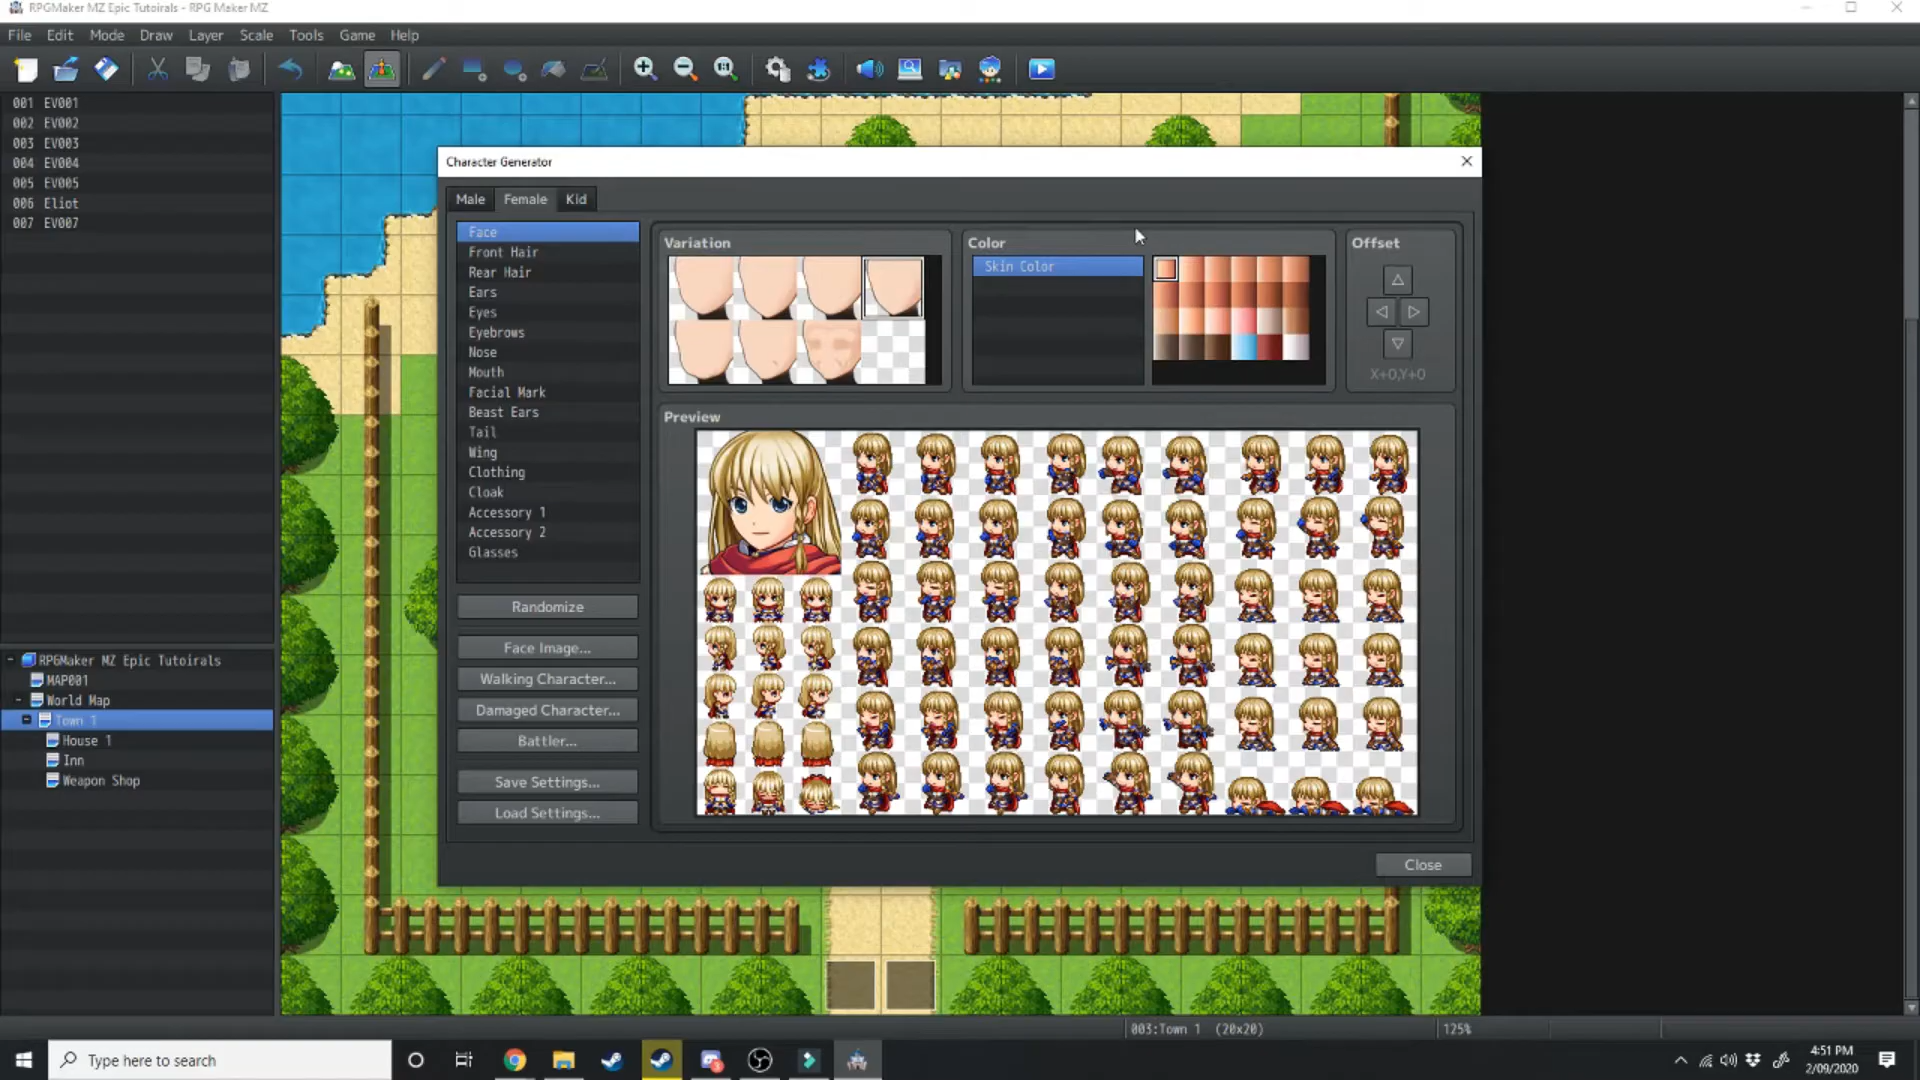 RPGMaker MZ Epic Tutoirals - RPG Maker MZ
File Edit Mode Draw Layer Scale Tools Game Help
001 EV001
002 EV002
003 EV003
004 EV004
005 EV005
006 Eliot
007 EV007
RPGMaker MZ Epic Tutoirals
MAP001
World Map
Town 1
House 1
Inn
Weapon Shop
Character Generator
Male Female Kid
Face
Front Hair
Rear Hair
Ears
Eyes
Eyebrows
Nose
Mouth
Facial Mark
Beast Ears
Tail
Wing
Clothing
Cloak
Accessory 1
Accessory 2
Glasses
Randomize
Face Image...
Walking Character...
Damaged Character...
Battler...
Save Settings...
Load Settings...
Variation
Color
Skin Color
Offset
X+0,Y+0
Preview
Close
003:Town 1 (20x20)
125%
Type here to search
4:51 PM
2/09/2020